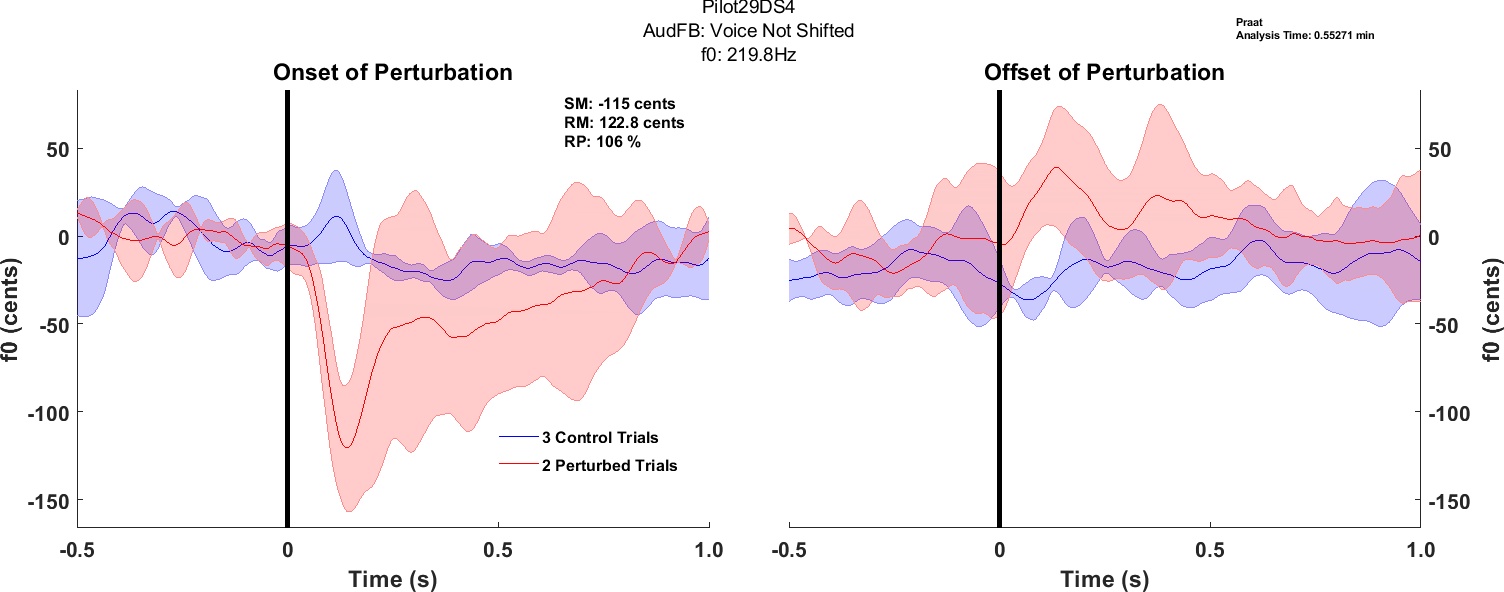 Pilot29DS4
AudFB: Voice Not Shifted
f0: 219.8Hz
Praat
Analysis Time: 0.55271 min
Onset of Perturbation
SM: -115 cents
RM: 122.8 cents
RP: 106 %
50
0
-50
-100
-150
f0 (cents)
3 Control Trials
2 Perturbed Trials
-0.5
0
0.5
1.0
Time (s)
Offset of Perturbation
50
0
-50
-100
-150
f0 (cents)
-0.5
0
0.5
1.0
Time (s)